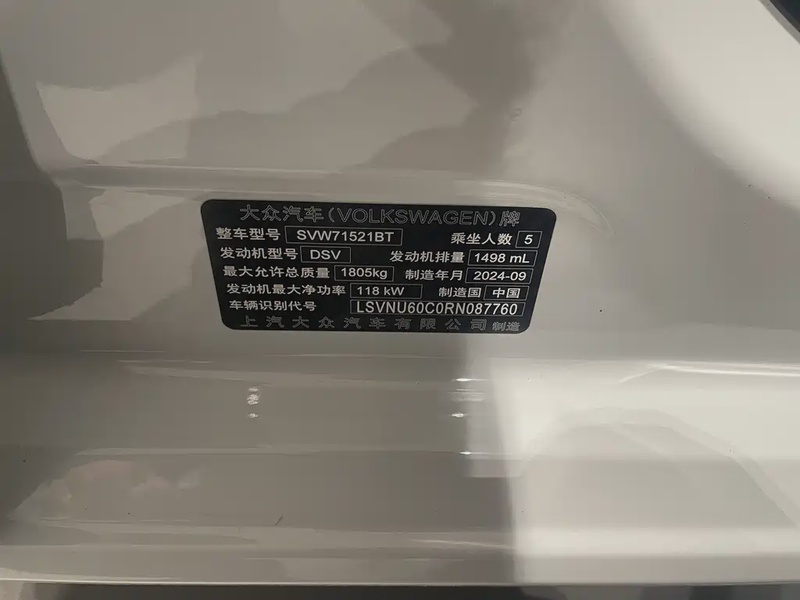 大众汽车(VOLKSWAGEN)牌
整车型号 SVW71521BT 乘坐人数 5
发动机型号 DSV 发动机排量 1498 mL
最大允许总质量 1805kg 制造年月 2024-09
发动机最大净功率 118 kW 制造国 中国
车辆识别代号 LSVNU60C0RN087760
上汽大众汽车有限公司 制造